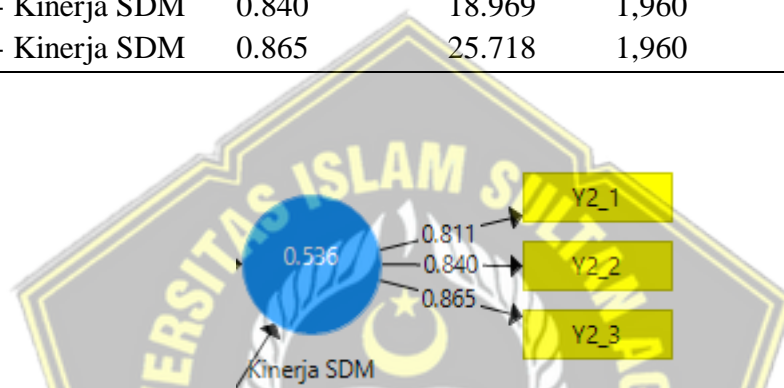 - Kinerja SDM 0.840 18.969 1,960
- Kinerja SDM 0.865 25.718 1,960
ISLAM
Y2_1
0.811
0.536
0.840
Y2_2
0.865
Y2_3
Kinerja SDM